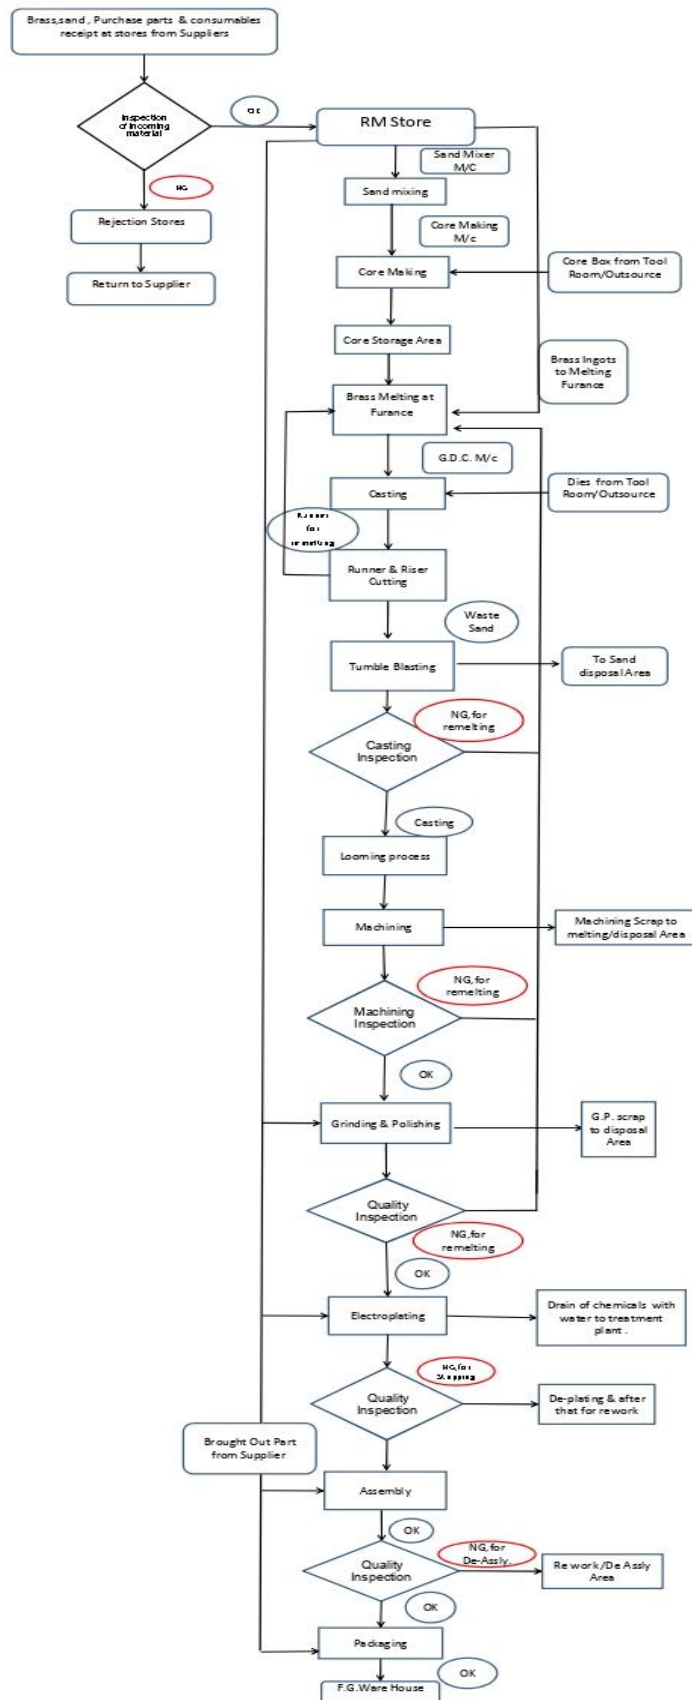 Brass,sand , Purchase parts & consumables
receipt at stores from Suppliers
Inspection
of incoming
material
RM Store
NG
Sand Mixer
M/C
Sand mixing
Rejection Stores
Core Making
M/c
Return to Supplier
Core Making
Core Box from Tool
Room/Outsource
Core Storage Area
Brass Ingots
to Melting
Furance
Brass Melting at
Furance
G.D.C. M/c
Casting
Dies from Tool
Room/Outsource
for
remelting
Runner & Riser
Cutting
Waste
Sand
Tumble Blasting
To Sand
disposal Area
NG,for
remelting
Casting
Inspection
Casting
Looming process
Machining
Machining Scrap to
melting/disposal Area
NG,for
remelting
Machining
Inspection
OK
Grinding & Polishing
G.P. scrap
to disposal
Area
Quality
Inspection
NG,for
remelting
OK
Electroplating
Drain of chemicals with
water to treatment
plant .
NG,for
Quality
Inspection
De-plating & after
that for rework
Brought Out Part
from Supplier
Assembly
OK
NG,for
De-Assly.
Quality
Inspection
Rework/De Assly
Area
OK
Packaging
OK
F.G.Ware House